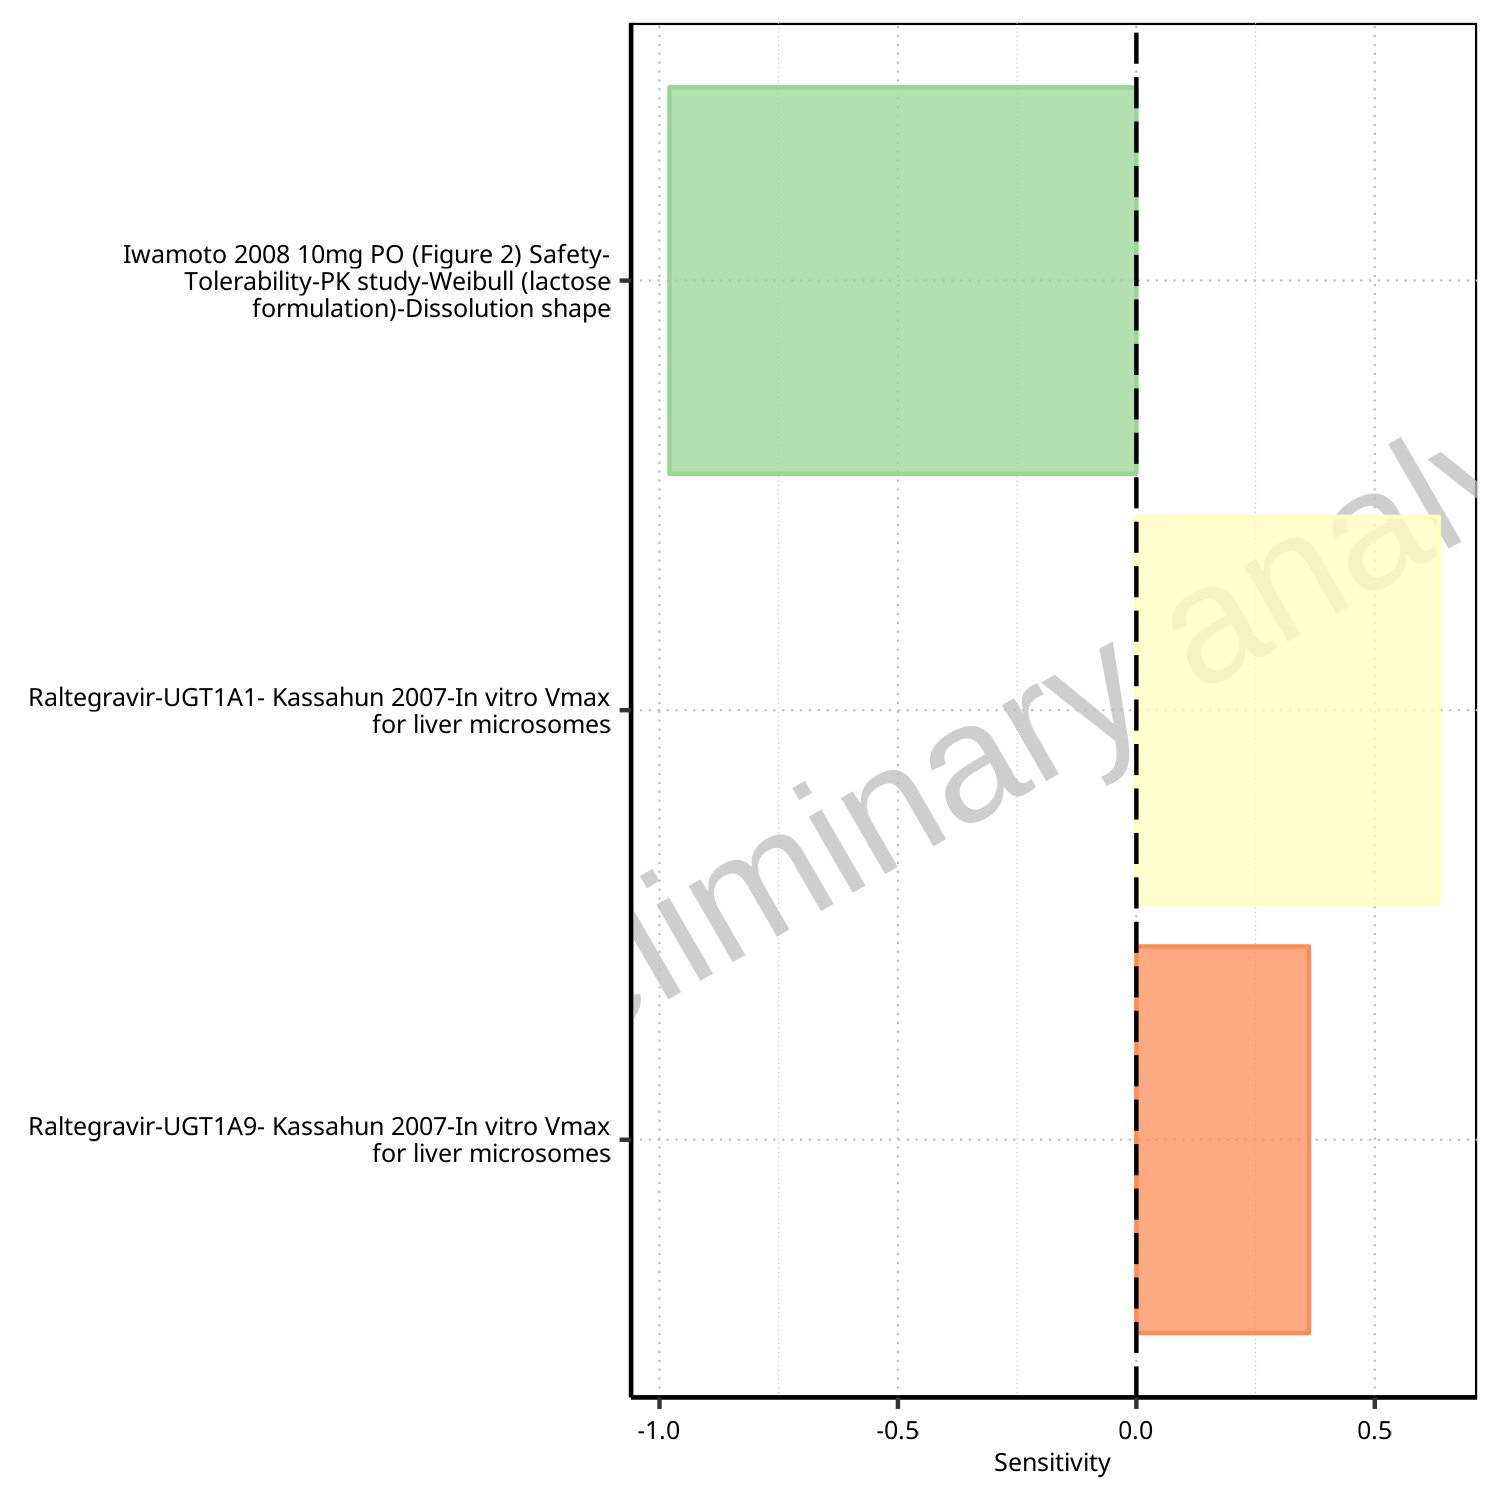 Iwamoto 2008 10mg PO (Figure 2) Safety-
Tolerability-PK study-Weibull (lactose
formulation)-Dissolution shape
Raltegravir-UGT1A1- Kassahun 2007-In vitro Vmax
for liver microsomes
Raltegravir-UGT1A9- Kassahun 2007-In vitro Vmax
for liver microsomes
eliminary analy
-1.0 -0.5 0.0 0.5
Sensitivity